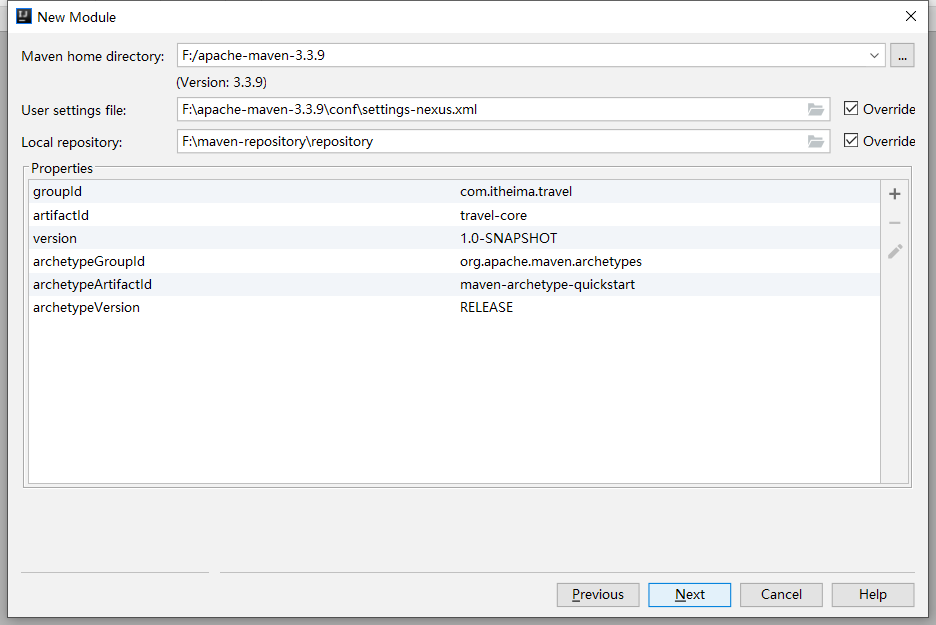 New Module
Maven home directory: F:/apache-maven-3.3.9 ...
(Version: 3.3.9)
User settings file: F:\apache-maven-3.3.9\conf\settings-nexus.xml Override
Local repository: F:\maven-repository\repository Override
Properties
groupId com.itheima.travel
artifactId travel-core
version 1.0-SNAPSHOT
archetypeGroupId org.apache.maven.archetypes
archetypeArtifactId maven-archetype-quickstart
archetypeVersion RELEASE
Previous Next Cancel Help